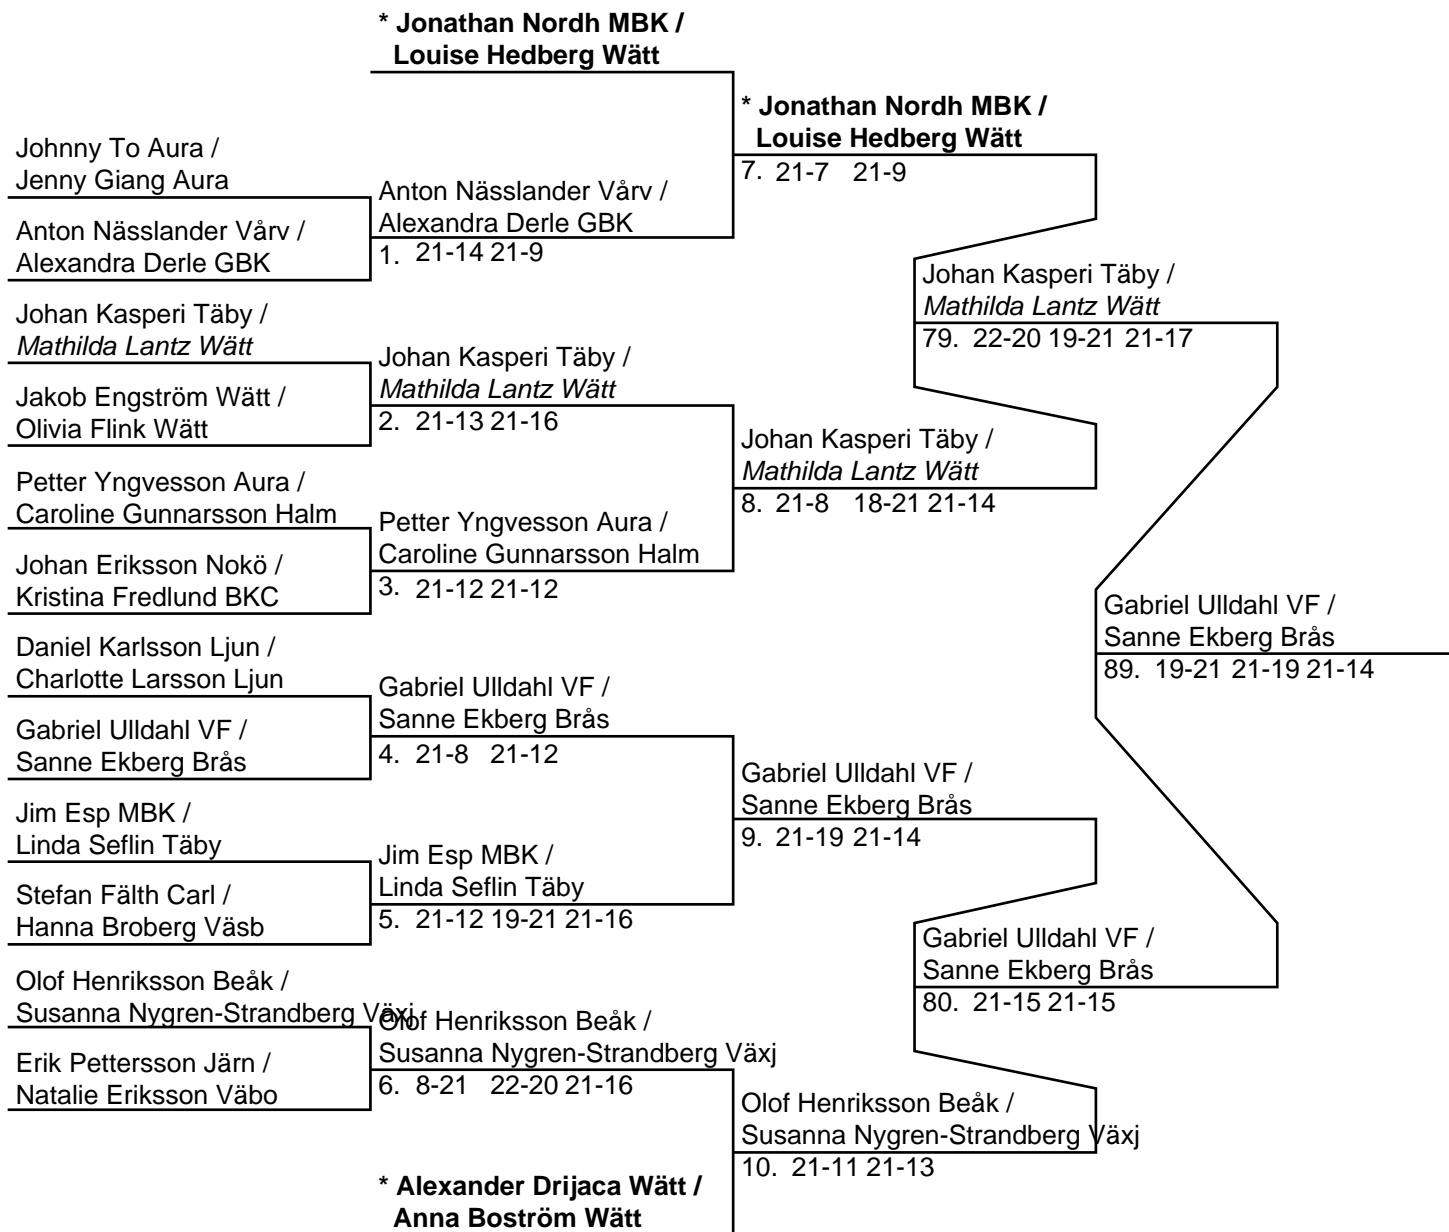 * Jonathan Nordh MBK /
Louise Hedberg Wätt
Johnny To Aura /
Jenny Giang Aura
Anton Nässlander Vårv /
Alexandra Derle GBK
Johan Kasperi Täby /
Mathilda Lantz Wätt
Jakob Engström Wätt /
Olivia Flink Wätt
Petter Yngvesson Aura /
Caroline Gunnarsson Halm
Johan Eriksson Nokö /
Kristina Fredlund BKC
Daniel Karlsson Ljun /
Charlotte Larsson Ljun
Gabriel Ulldahl VF /
Sanne Ekberg Brås
Jim Esp MBK /
Linda Seflin Täby
Stefan Fälth Carl /
Hanna Broberg Väsb
Olof Henriksson Beåk /
Susanna Nygren-Strandberg Växj
Erik Pettersson Järn /
Natalie Eriksson Väbo
Anton Nässlander Vårv /
Alexandra Derle GBK
1. 21-14 21-9
Johan Kasperi Täby /
Mathilda Lantz Wätt
2. 21-13 21-16
Petter Yngvesson Aura /
Caroline Gunnarsson Halm
3. 21-12 21-12
Gabriel Ulldahl VF /
Sanne Ekberg Brås
4. 21-8 21-12
Jim Esp MBK /
Linda Seflin Täby
5. 21-12 19-21 21-16
Olof Henriksson Beåk /
Susanna Nygren-Strandberg Växj
6. 8-21 22-20 21-16
* Alexander Drijaca Wätt /
Anna Boström Wätt
* Jonathan Nordh MBK /
Louise Hedberg Wätt
7. 21-7 21-9
Johan Kasperi Täby /
Mathilda Lantz Wätt
8. 21-8 18-21 21-14
Gabriel Ulldahl VF /
Sanne Ekberg Brås
9. 21-19 21-14
Olof Henriksson Beåk /
Susanna Nygren-Strandberg Växj
10. 21-11 21-13
Johan Kasperi Täby /
Mathilda Lantz Wätt
79. 22-20 19-21 21-17
Gabriel Ulldahl VF /
Sanne Ekberg Brås
80. 21-15 21-15
Gabriel Ulldahl VF /
Sanne Ekberg Brås
89. 19-21 21-19 21-14